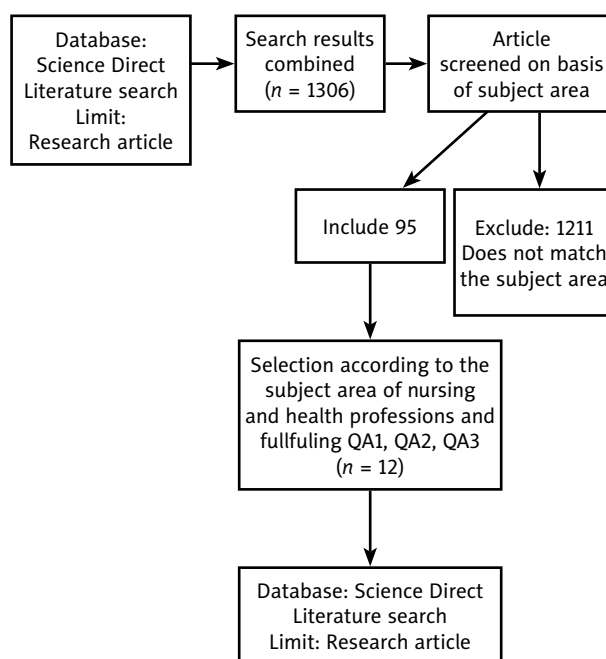 Database:
Science Direct
Literature search
Limit:
Research article
Search results
combined
(n = 1306)
Article
screened on basis
of subject area
Include 95
Exclude: 1211
Does not match
the subject area
Selection according to the
subject area of nursing
and health professions and
fullfuling QA1, QA2, QA3
(n = 12)
Database: Science Direct
Literature search
Limit: Research article